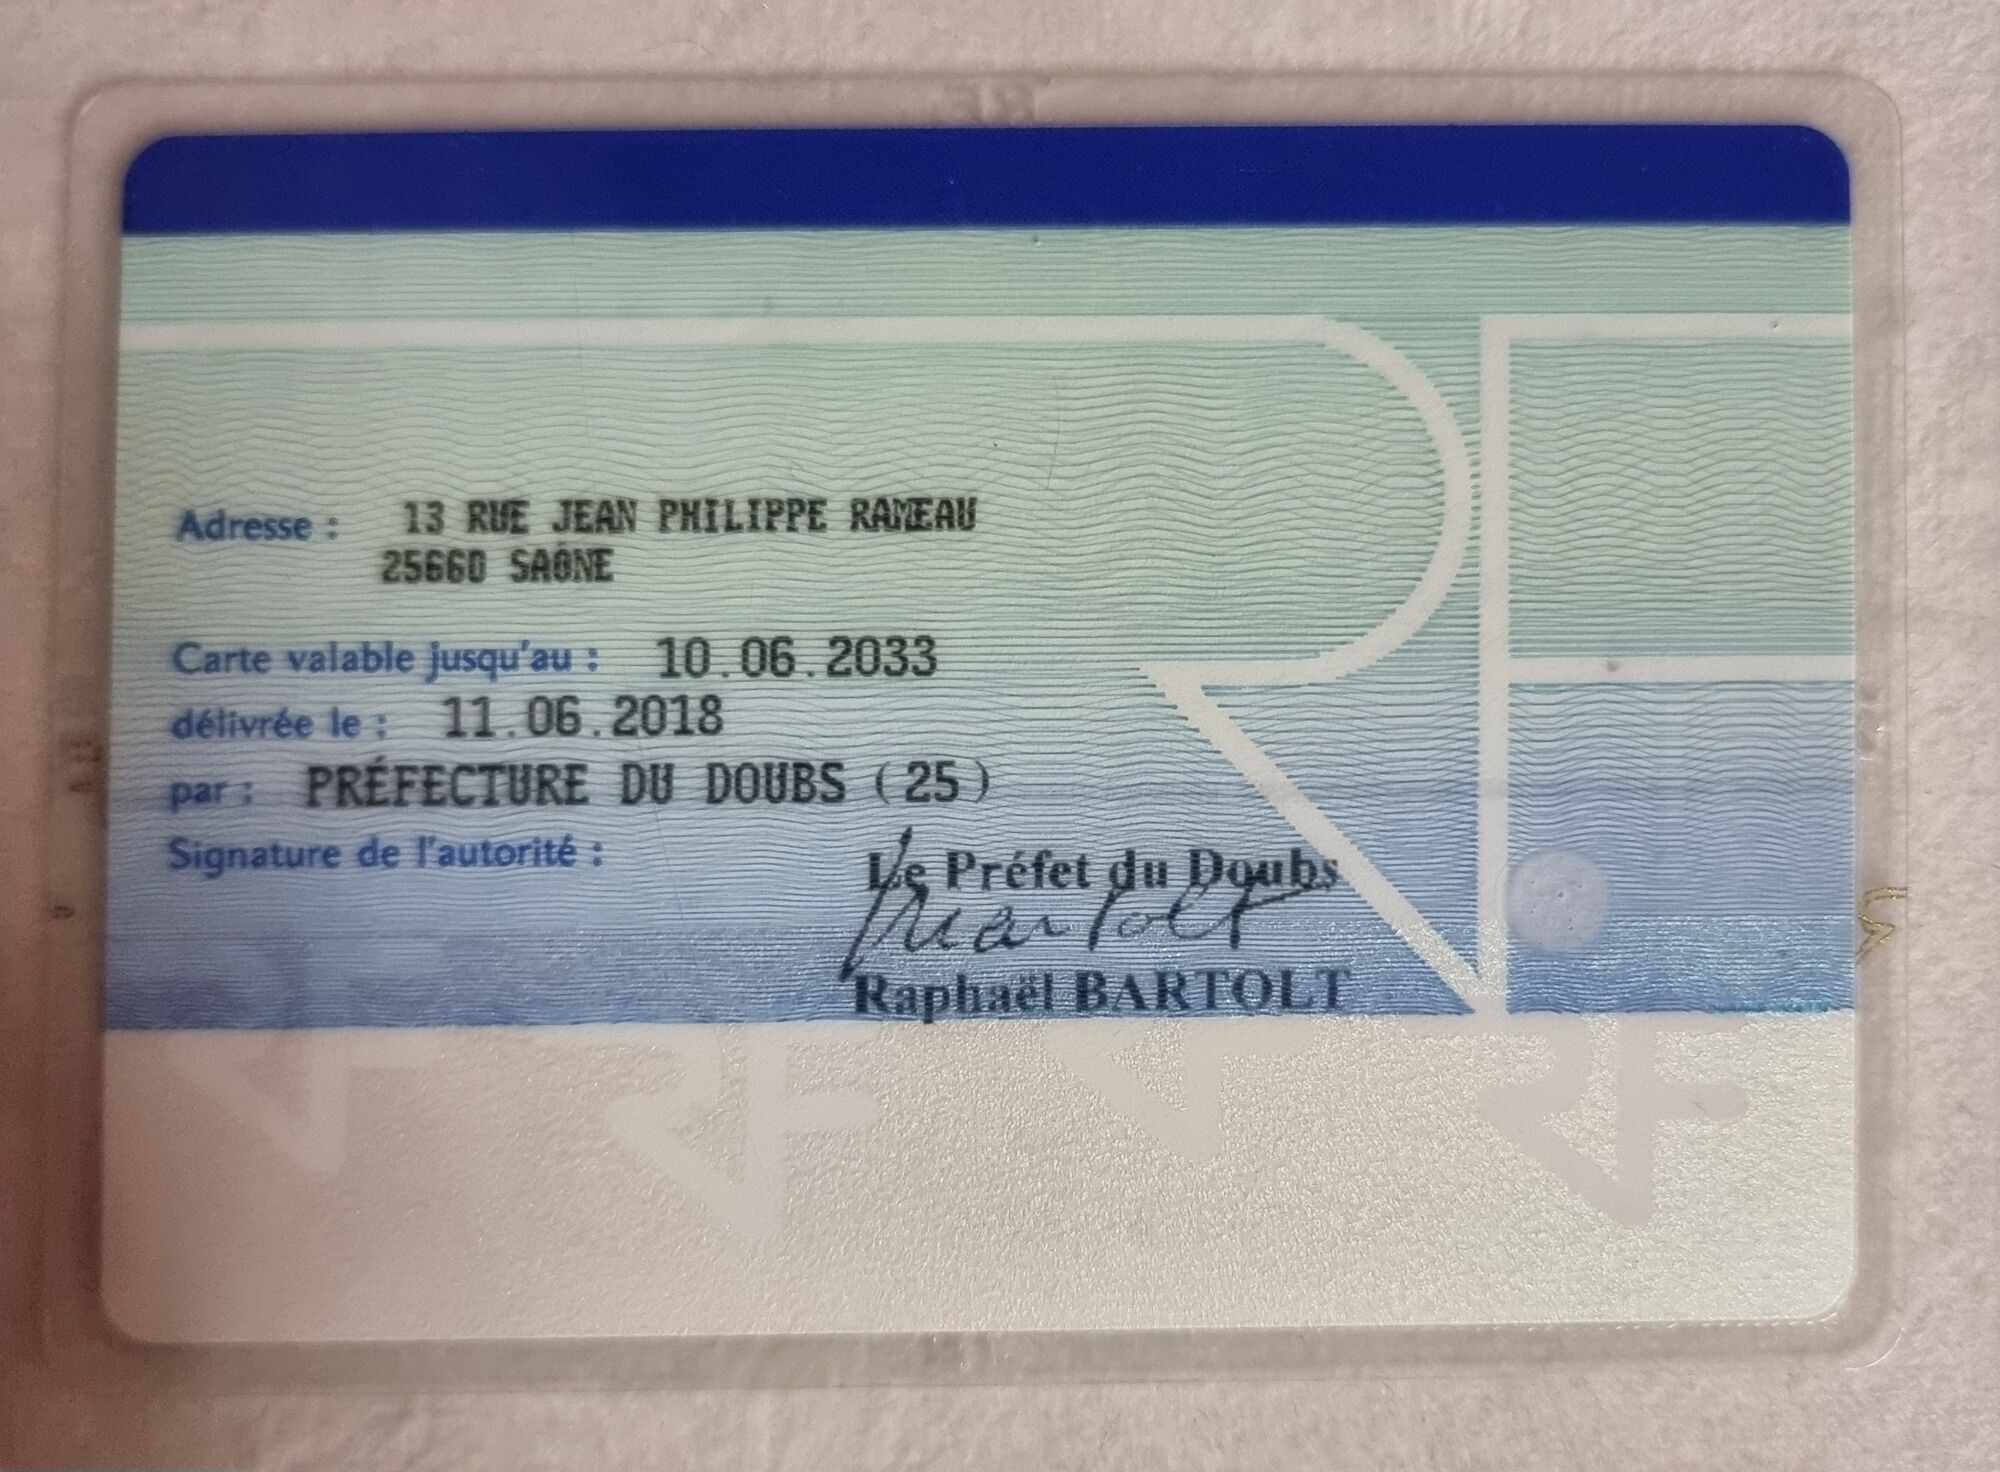 Adresse : 13 RUE JEAN PHILIPPE RAMEAU
25660 SAÔNE
Carte valable jusqu'au : 10.06.2033
délivrée le : 11.06.2018
par : PRÉFECTURE DU DOUBS (25)
Signature de l'autorité :
Le Préfet du Doubs
Raphaël BARTOLT